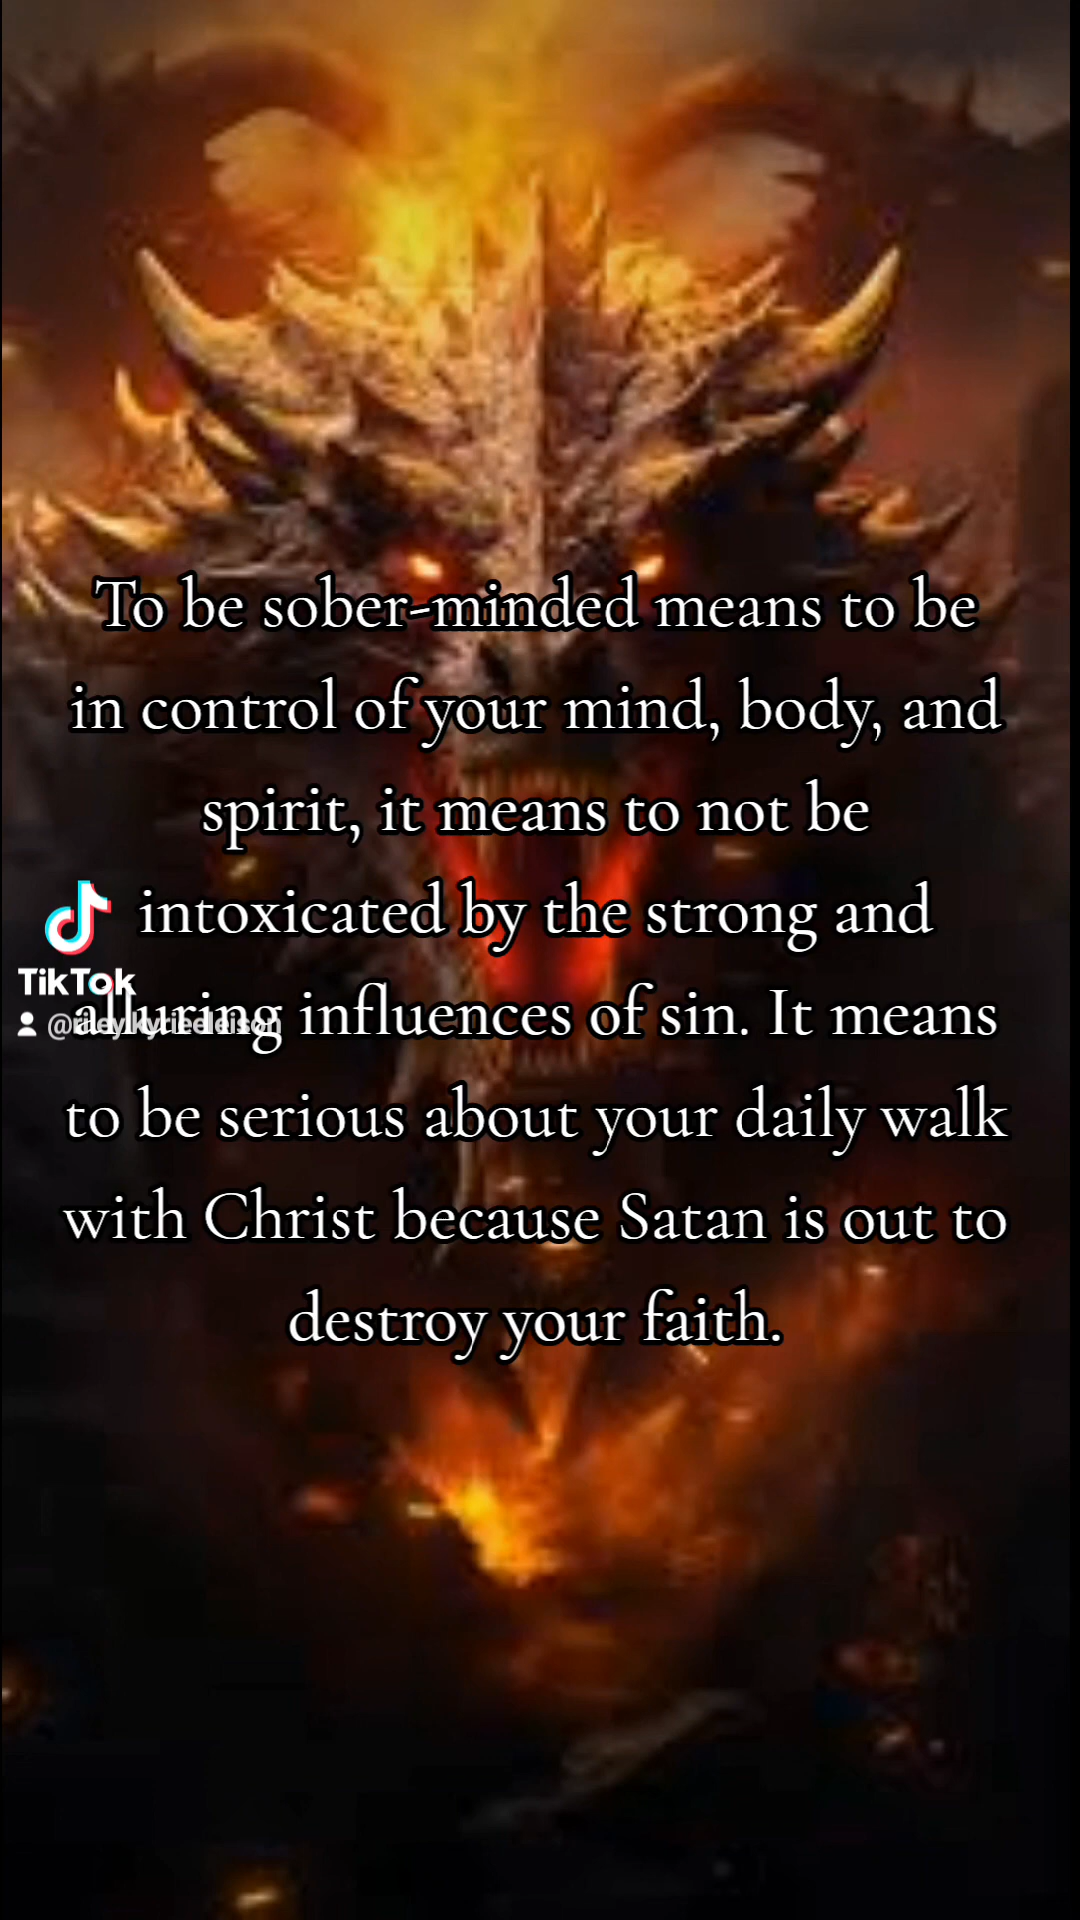 To be sober-minded means to be
in control of your mind, body, and
spirit, it means to not be
intoxicated by the strong and
TikTok
alluring influences of sin. It means
to be serious about your daily walk
with Christ because Satan is out to
destroy your faith.